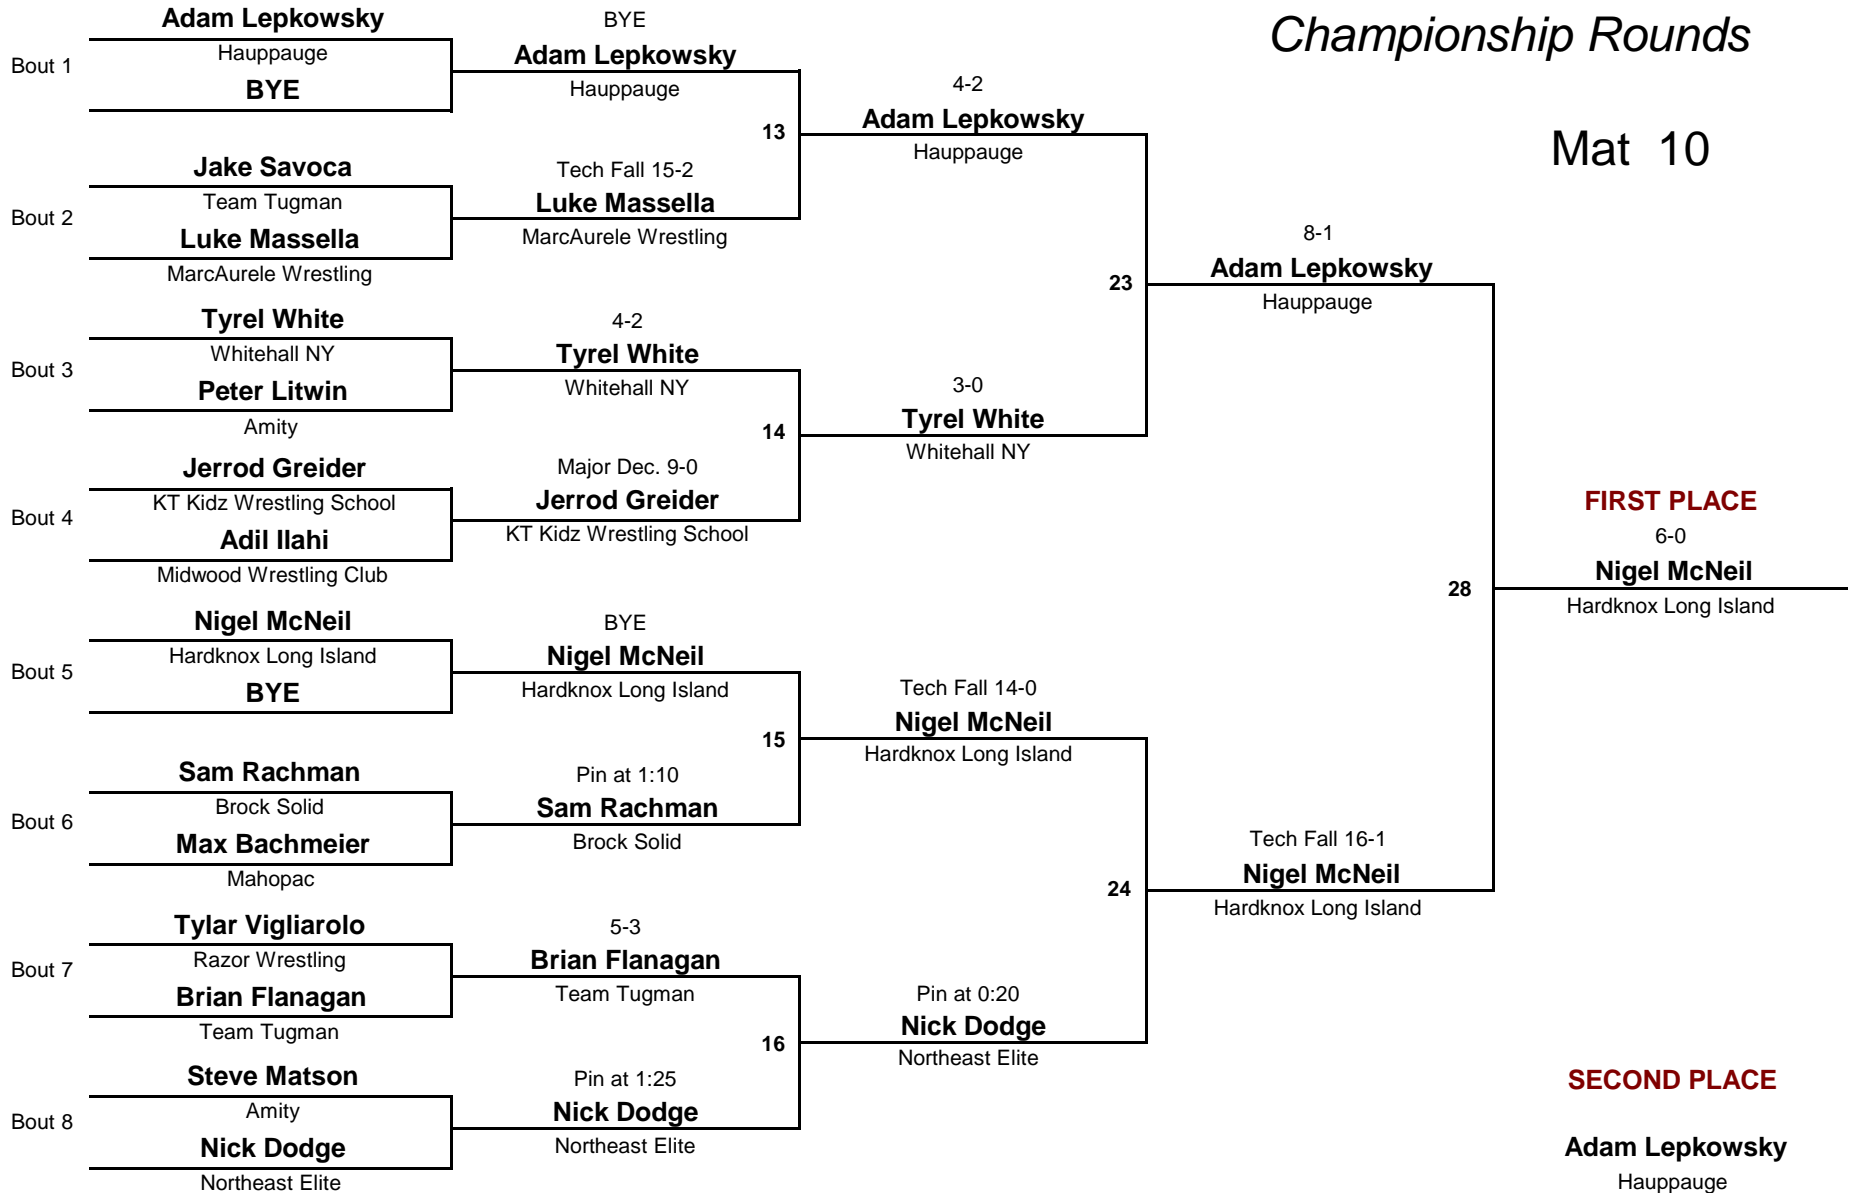 Championship Rounds
Mat 10
Bout 1
Adam Lepkowsky
Hauppauge
BYE
Bout 2
Jake Savoca
Team Tugman
Luke Massella
MarcAurele Wrestling
Bout 3
Tyrel White
Whitehall NY
Peter Litwin
Amity
Bout 4
Jerrod Greider
KT Kidz Wrestling School
Adil Ilahi
Midwood Wrestling Club
Bout 5
Nigel McNeil
Hardknox Long Island
BYE
Bout 6
Sam Rachman
Brock Solid
Max Bachmeier
Mahopac
Bout 7
Tylar Vigliarolo
Razor Wrestling
Brian Flanagan
Team Tugman
Bout 8
Steve Matson
Amity
Nick Dodge
Northeast Elite
BYE
Adam Lepkowsky
Hauppauge
13
Tech Fall 15-2
Luke Massella
MarcAurele Wrestling
4-2
Tyrel White
Whitehall NY
14
Major Dec. 9-0
Jerrod Greider
KT Kidz Wrestling School
BYE
Nigel McNeil
Hardknox Long Island
15
Pin at 1:10
Sam Rachman
Brock Solid
5-3
Brian Flanagan
Team Tugman
16
Pin at 1:25
Nick Dodge
Northeast Elite
4-2
Adam Lepkowsky
Hauppauge
23
3-0
Tyrel White
Whitehall NY
Tech Fall 14-0
Nigel McNeil
Hardknox Long Island
24
Pin at 0:20
Nick Dodge
Northeast Elite
8-1
Adam Lepkowsky
Hauppauge
28
Tech Fall 16-1
Nigel McNeil
Hardknox Long Island
FIRST PLACE
6-0
Nigel McNeil
Hardknox Long Island
SECOND PLACE
Adam Lepkowsky
Hauppauge